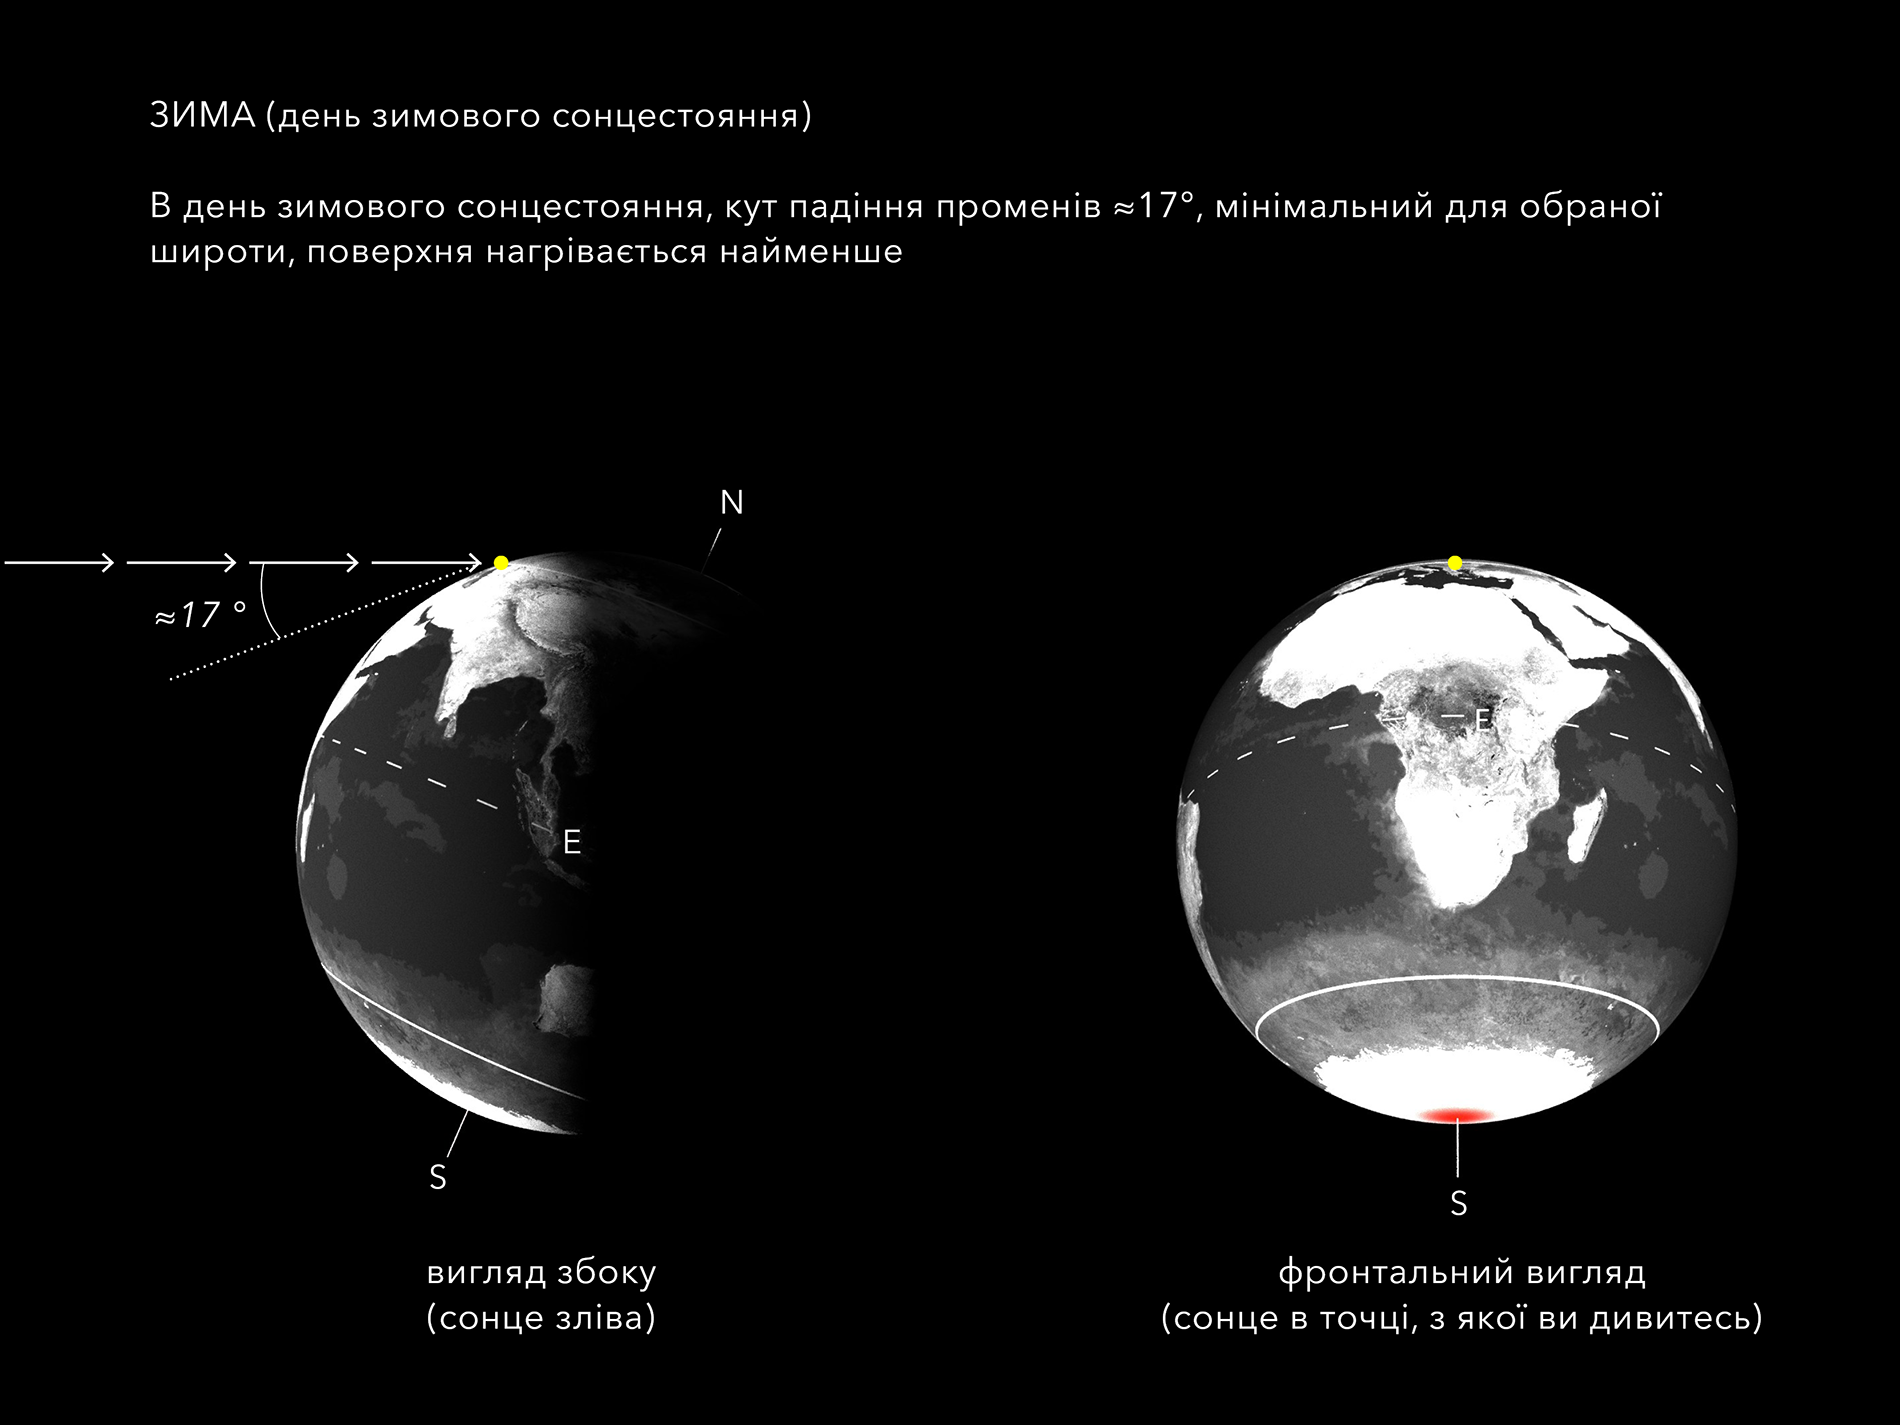 ЗИМА (день зимового сонцестояння)
В день зимового сонцестояння, кут падіння променів ≈17°, мінімальний для обраної
широти, поверхня нагрівається найменше
N
≈17 °
E
E
S
S
вигляд збоку
(сонце зліва)
фронтальний вигляд
(сонце в точці, з якої ви дивитесь)